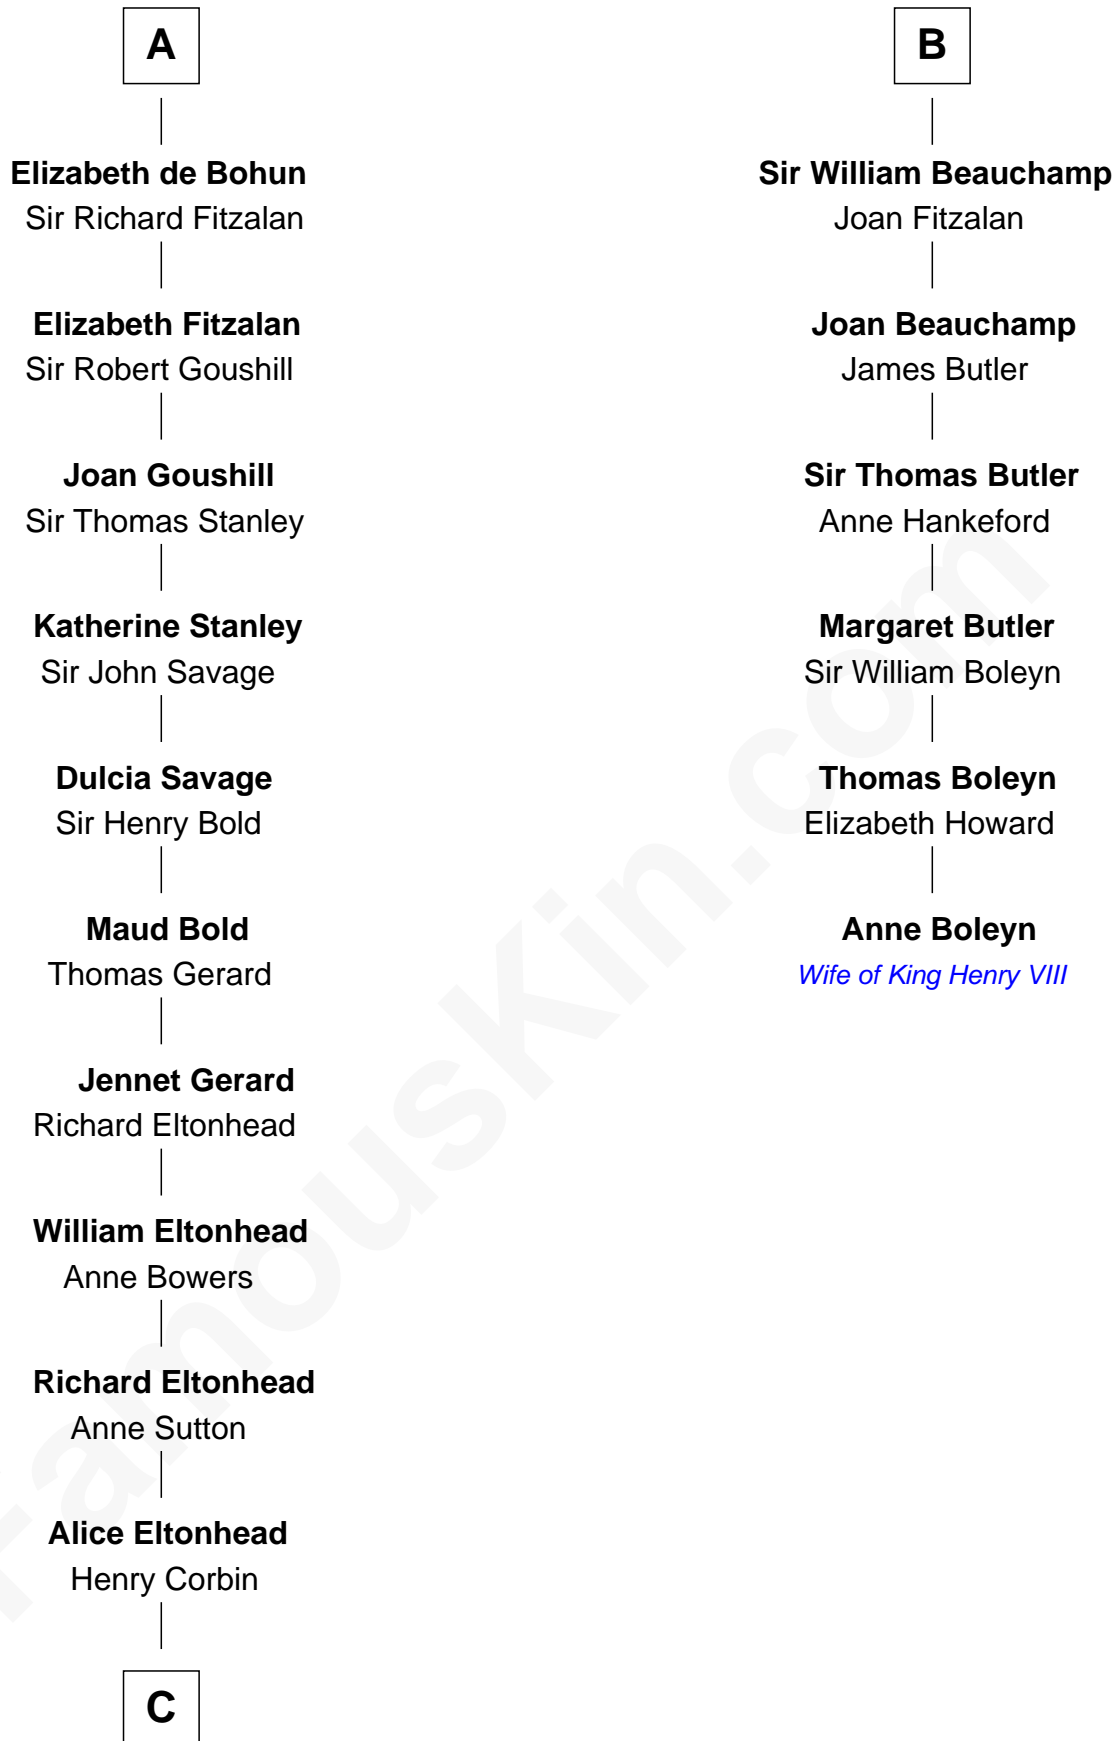 A
Elizabeth de Bohun
Sir Richard Fitzalan
Elizabeth Fitzalan
Sir Robert Goushill
Joan Goushill
Sir Thomas Stanley
Katherine Stanley
Sir John Savage
Dulcia Savage
Sir Henry Bold
Maud Bold
Thomas Gerard
Jennet Gerard
Richard Eltonhead
William Eltonhead
Anne Bowers
Richard Eltonhead
Anne Sutton
Alice Eltonhead
Henry Corbin
C
B
Sir William Beauchamp
Joan Fitzalan
Joan Beauchamp
James Butler
Sir Thomas Butler
Anne Hankeford
Margaret Butler
Sir William Boleyn
Thomas Boleyn
Elizabeth Howard
Anne Boleyn
Wife of King Henry VIII
FamousKin.com